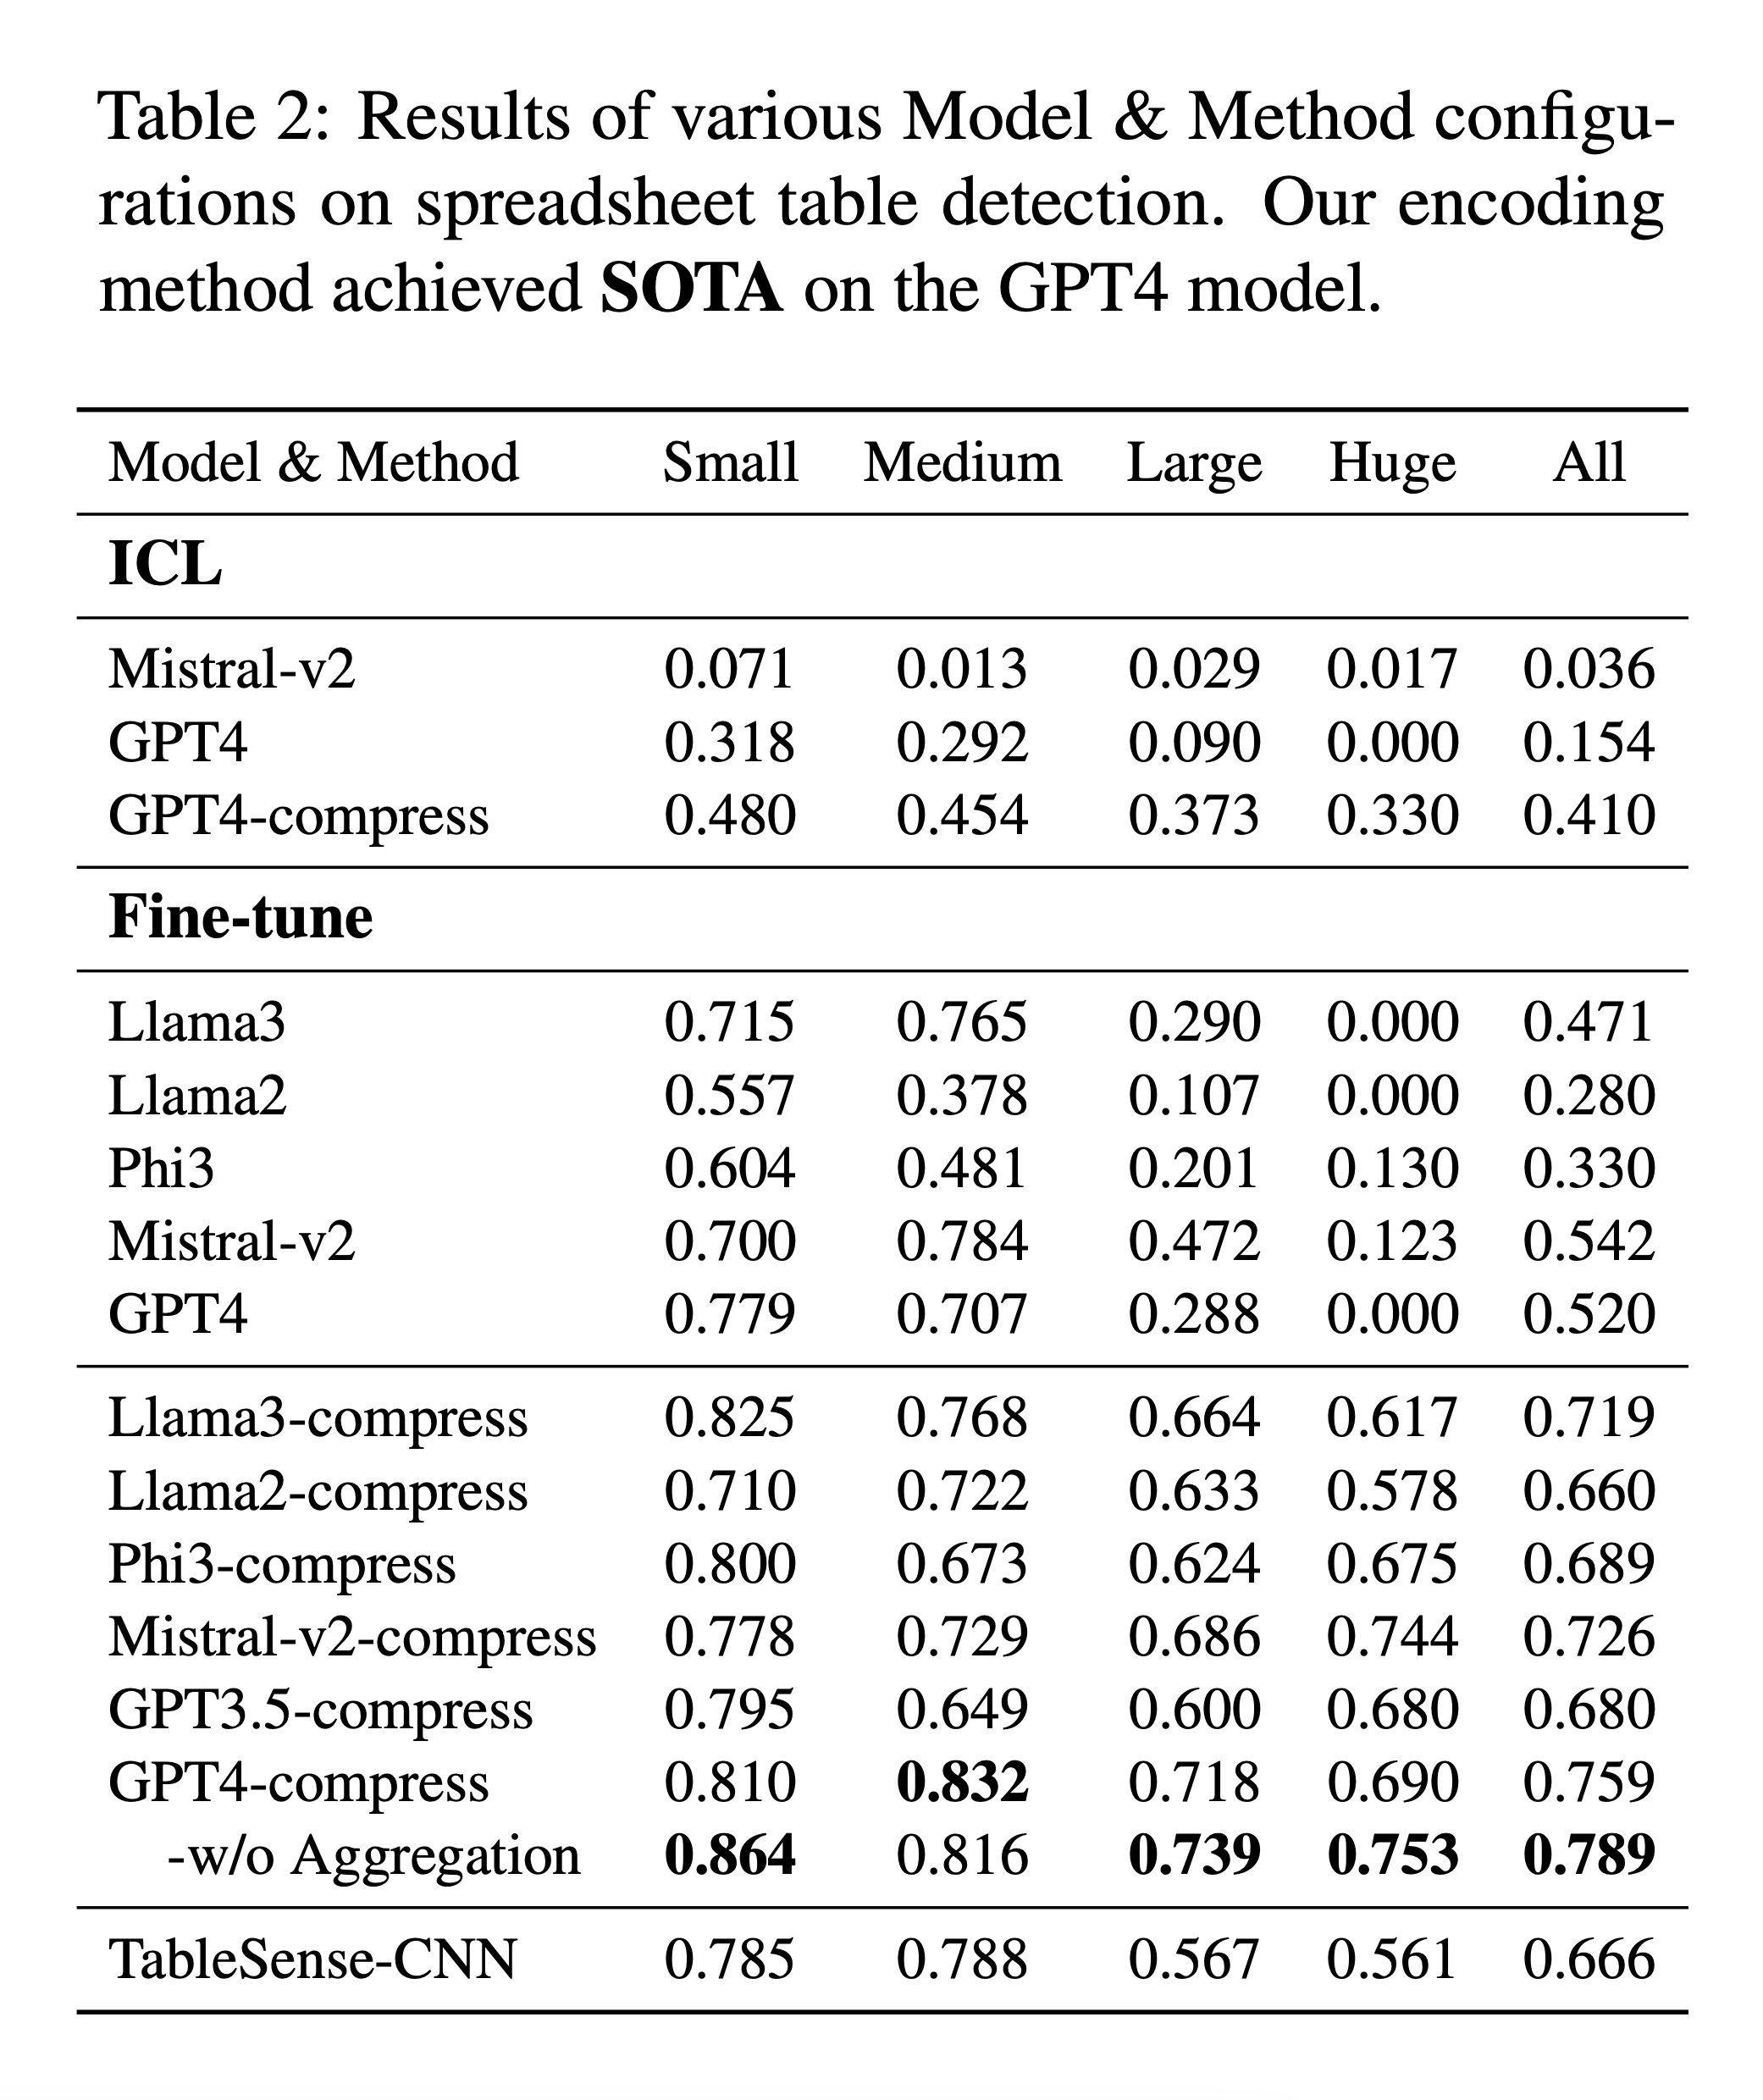 Table 2: Results of various Model & Method configu-
rations on spreadsheet table detection. Our encoding
method achieved SOTA on the GPT4 model.
Model & Method Small Medium Large Huge All
ICL
Mistral-v2 0.071 0.013 0.029 0.017 0.036
GPT4 0.318 0.292 0.090 0.000 0.154
GPT4-compress 0.480 0.454 0.373 0.330 0.410
Fine-tune
Llama3 0.715 0.765 0.290 0.000 0.471
Llama2 0.557 0.378 0.107 0.000 0.280
Phi3 0.604 0.481 0.201 0.130 0.330
Mistral-v2 0.700 0.784 0.472 0.123 0.542
GPT4 0.779 0.707 0.288 0.000 0.520
Llama3-compress 0.825 0.768 0.664 0.617 0.719
Llama2-compress 0.710 0.722 0.633 0.578 0.660
Phi3-compress 0.800 0.673 0.624 0.675 0.689
Mistral-v2-compress 0.778 0.729 0.686 0.744 0.726
GPT3.5-compress 0.795 0.649 0.600 0.680 0.680
GPT4-compress 0.810 0.832 0.718 0.690 0.759
-w/o Aggregation 0.864 0.816 0.739 0.753 0.789
TableSense-CNN 0.785 0.788 0.567 0.561 0.666